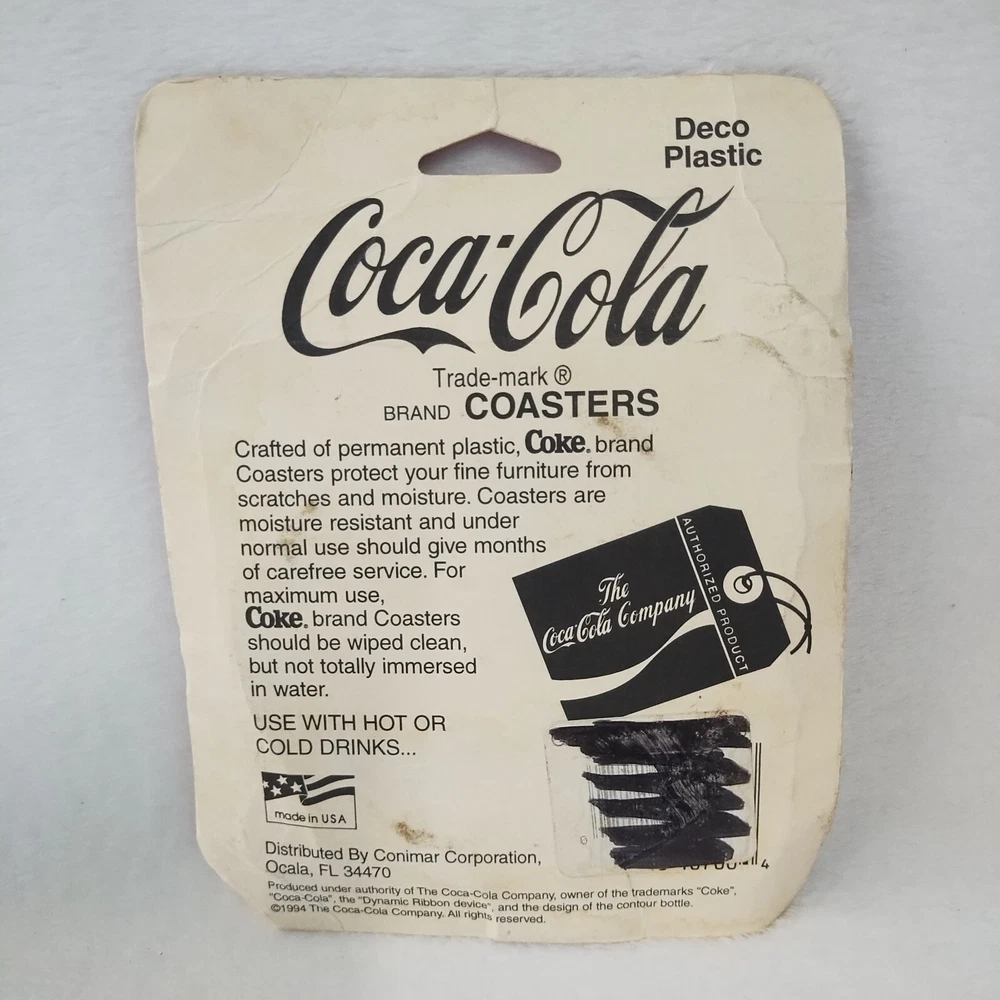 Deco
Plastic
Coca-Cola
Trade-mark ®
BRAND COASTERS
Crafted of permanent plastic, Coke. brand
Coasters protect your fine furniture from
scratches and moisture. Coasters are
moisture resistant and under
normal use should give months
of carefree service. For
maximum use,
Coke. brand Coasters
should be wiped clean,
but not totally immersed
in water.
USE WITH HOT OR
COLD DRINKS...
AUTHORIZED PRODUCT
The
Coca-Cola Company
made in USA
0
4
Distributed By Conimar Corporation,
Ocala, FL 34470
Produced under authority of The Coca-Cola Company, owner of the trademarks "Coke",
"Coca-Cola", the "Dynamic Ribbon device", and the design of the contour bottle.
©1994 The Coca-Cola Company. All rights reserved.